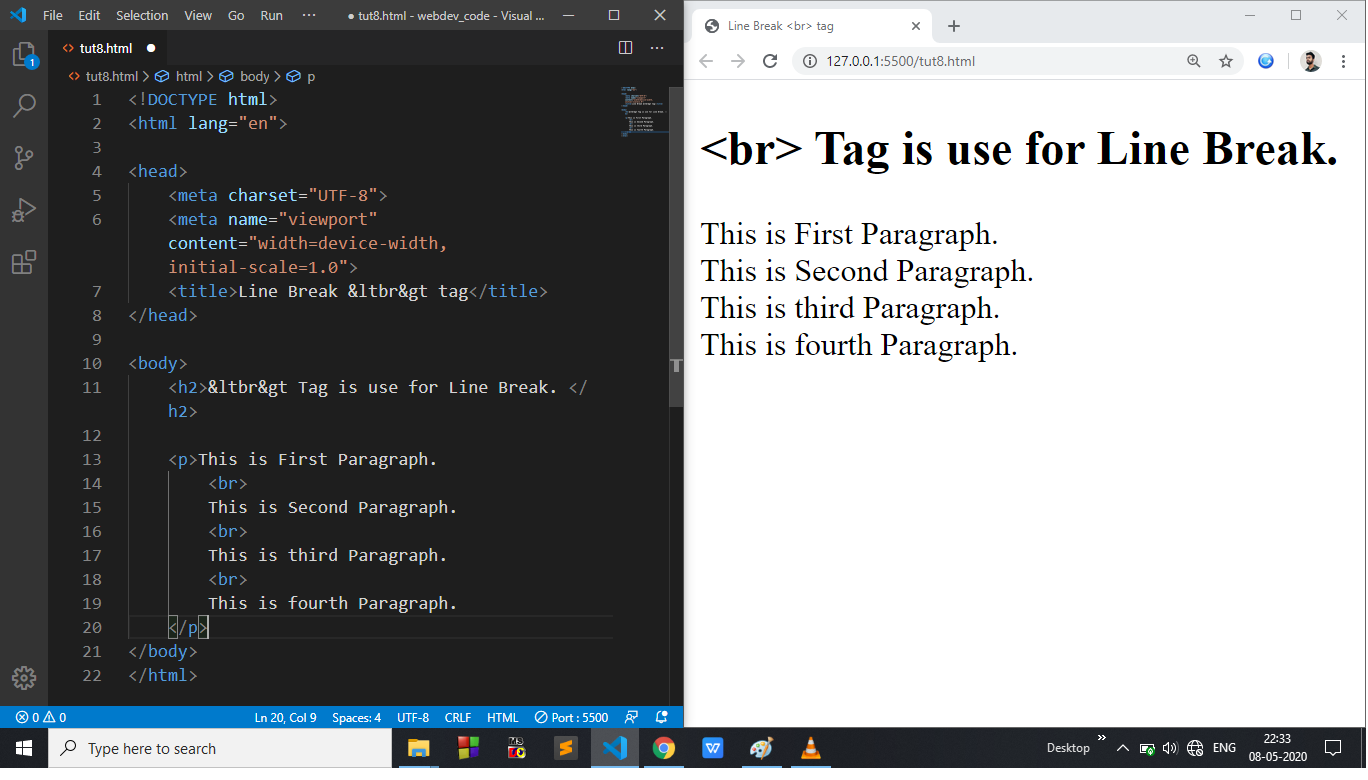 File Edit Selection View Go Run ··· ● tut8.html - webdev_code - Visual ...
tut8.html ●
tut8.html > html > body > p
1 <!DOCTYPE html>
2 <html lang="en">
3
4 <head>
5 <meta charset="UTF-8">
6 <meta name="viewport"
content="width=device-width,
initial-scale=1.0">
7 <title>Line Break &ltbr&gt tag</title>
8 </head>
9
10 <body>
11 <h2>&ltbr&gt Tag is use for Line Break. </
h2>
12
13 <p>This is First Paragraph.
14 <br>
15 This is Second Paragraph.
16 <br>
17 This is third Paragraph.
18 <br>
19 This is fourth Paragraph.
20 </p>
21 </body>
22 </html>
1
0 0 Ln 20, Col 9 Spaces: 4 UTF-8 CRLF HTML Port : 5500
Line Break <br> tag
127.0.0.1:5500/tut8.html
<br> Tag is use for Line Break.
This is First Paragraph.
This is Second Paragraph.
This is third Paragraph.
This is fourth Paragraph.
Type here to search
Desktop » ENG 22:33
08-05-2020